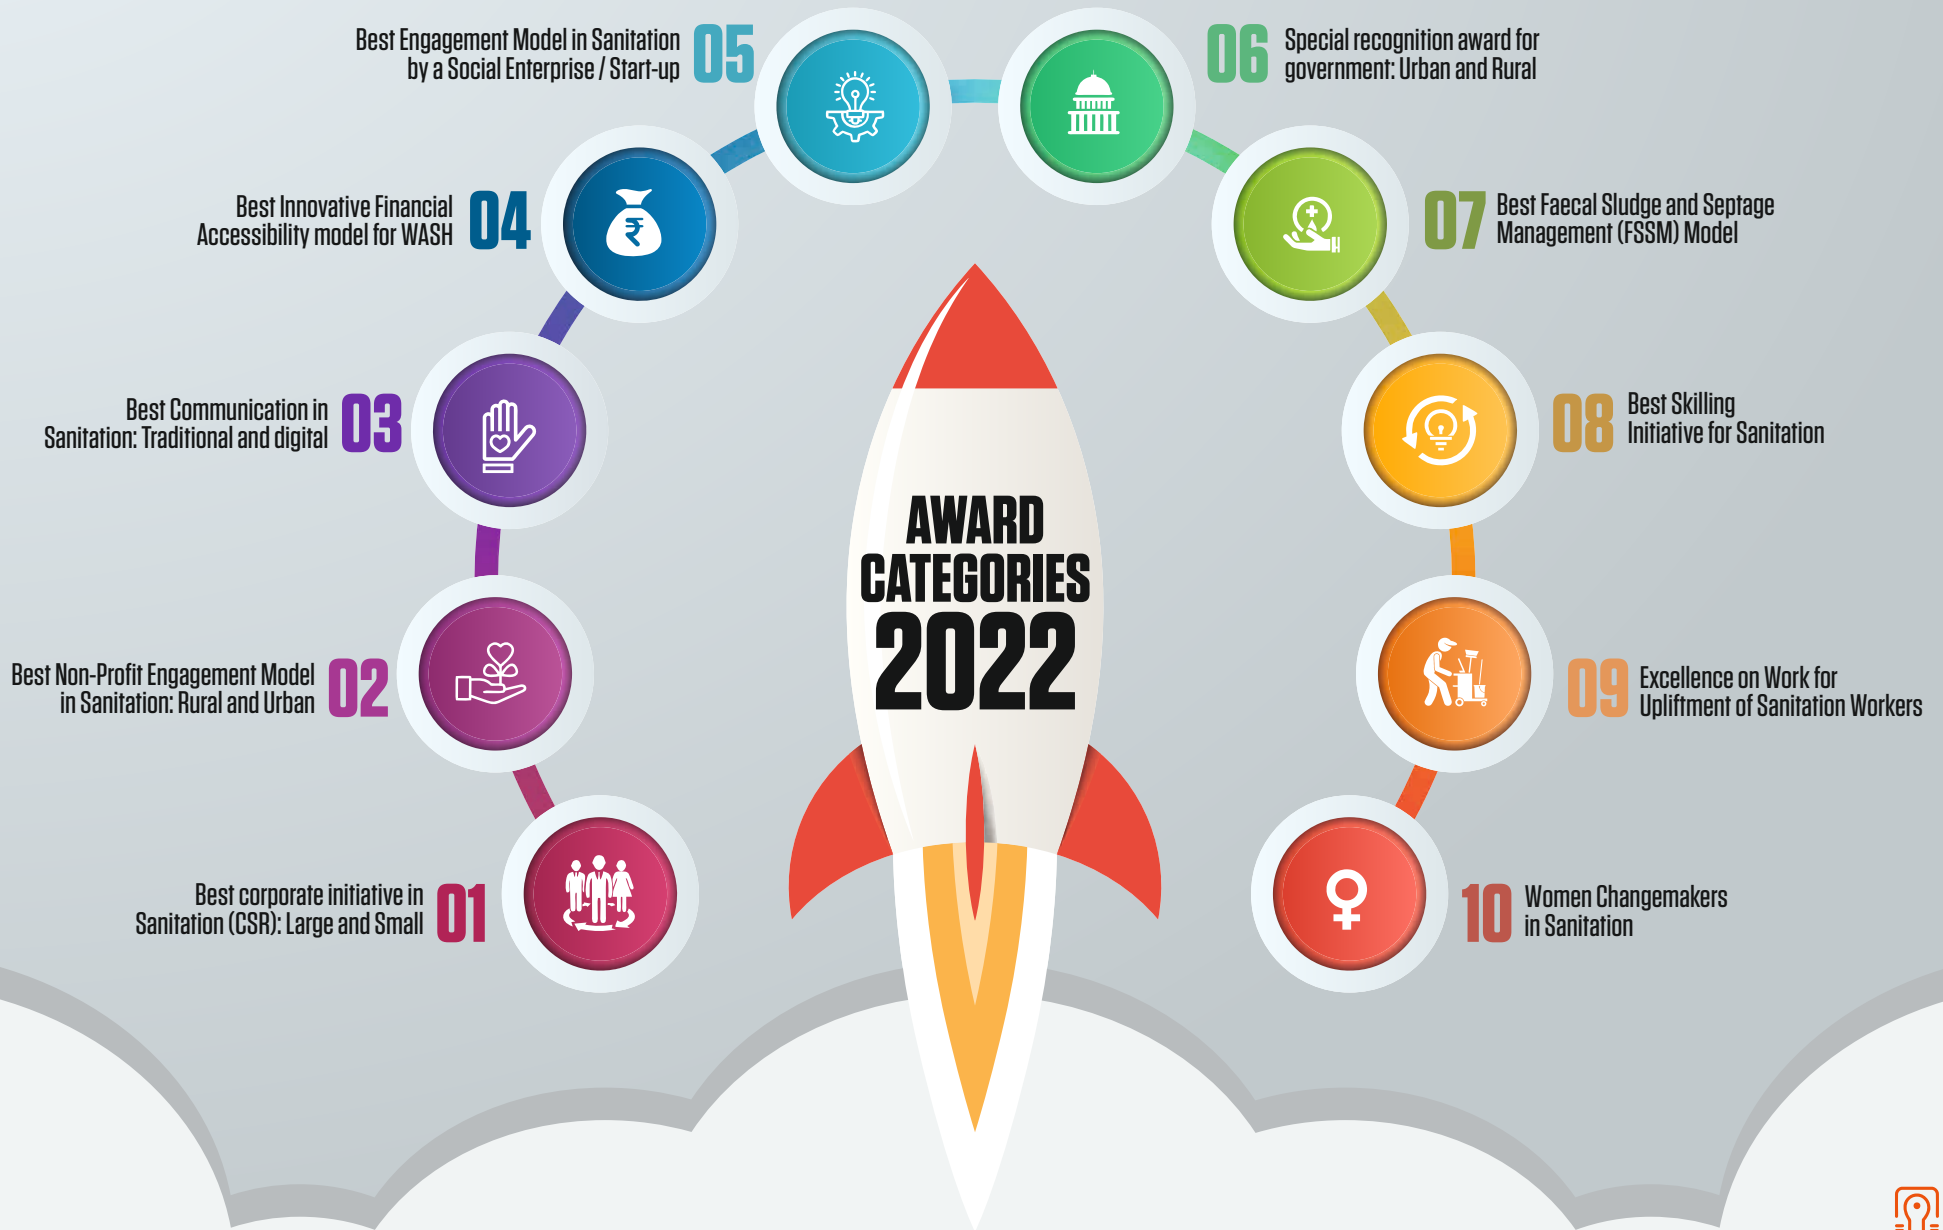 AWARD
CATEGORIES
2022
01
Best corporate initiative in
Sanitation (CSR): Large and Small
02
Best Non-Profit Engagement Model
in Sanitation: Rural and Urban
03
Best Communication in
Sanitation: Traditional and digital
04
Best Innovative Financial
Accessibility model for WASH
05
Best Engagement Model in Sanitation
by a Social Enterprise / Start-up
06
Special recognition award for
government: Urban and Rural
07
Best Faecal Sludge and Septage
Management (FSSM) Model
08
Best Skilling
Initiative for Sanitation
09
Excellence on Work for
Upliftment of Sanitation Workers
10
Women Changemakers
in Sanitation
₹